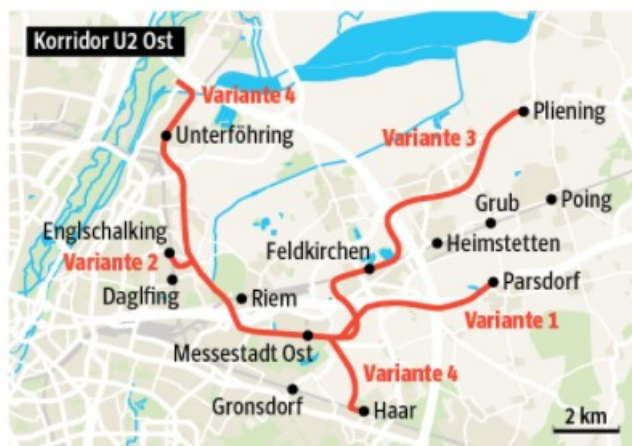 Korridor U2 Ost
Variante 4
Unterföhring
Pliening
Variante 3
Grub
Poing
Englschalking
Feldkirchen
Heimstetten
Variante 2
Daglfing
Riem
Parsdorf
Messestadt Ost
Variante 1
Variante 4
Gronsdorf
Haar
2 km